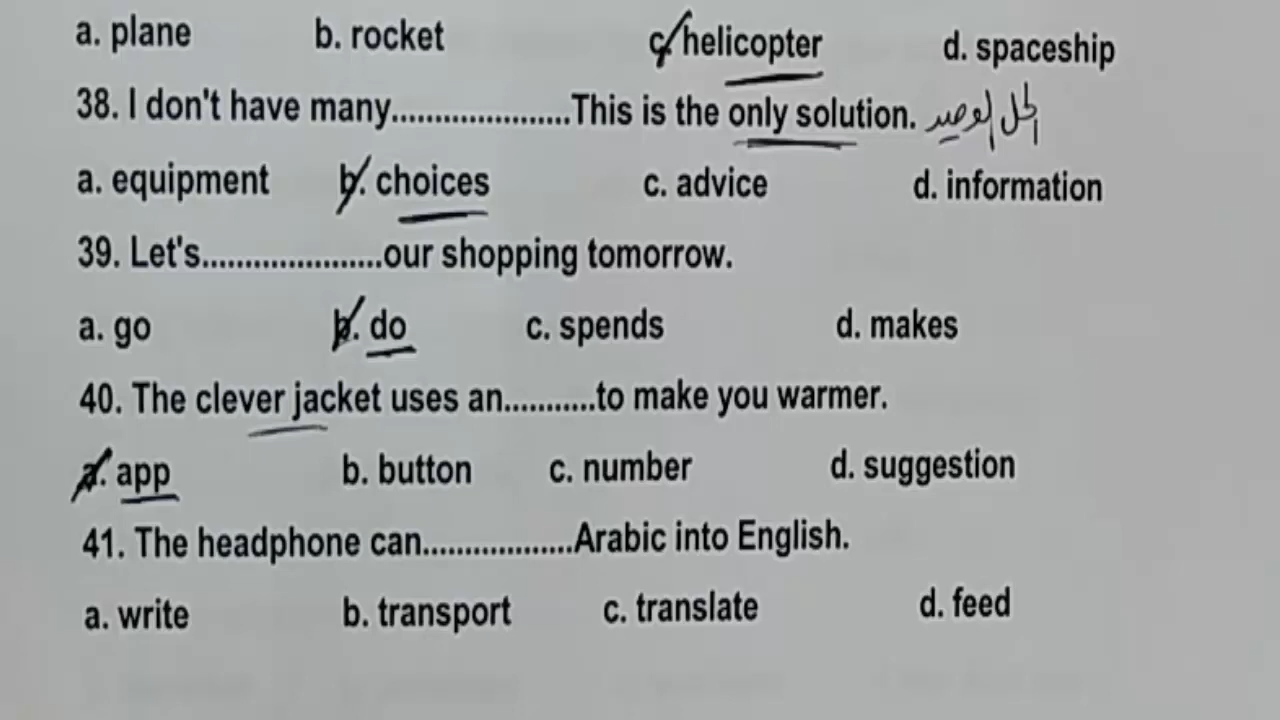 a. plane b. rocket c. helicopter d. spaceship
38. I don't have many.....................This is the only solution. الحل الوحيد
a. equipment b. choices c. advice d. information
39. Let's.....................our shopping tomorrow.
a. go b. do c. spends d. makes
40. The clever jacket uses an...........to make you warmer.
a. app b. button c. number d. suggestion
41. The headphone can..................Arabic into English.
a. write b. transport c. translate d. feed